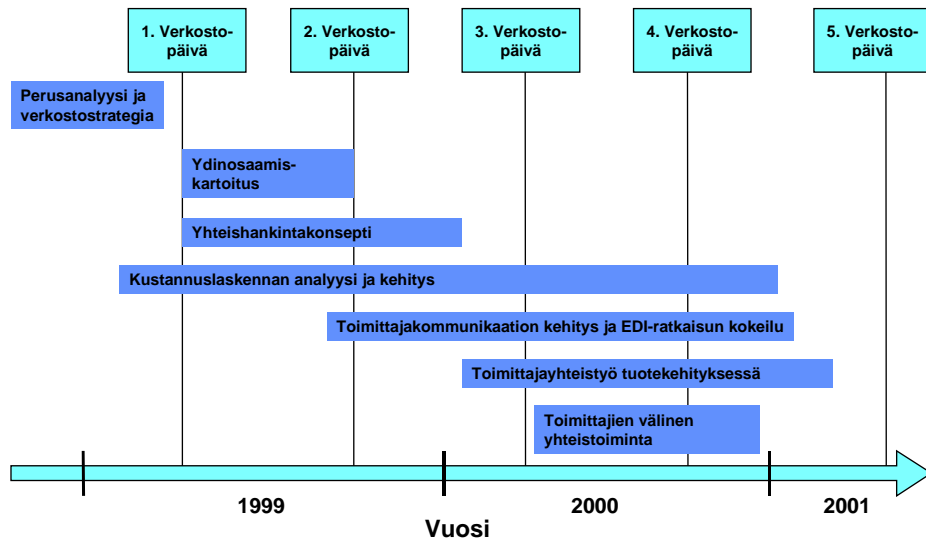 1. Verkosto-
päivä
2. Verkosto-
päivä
3. Verkosto-
päivä
4. Verkosto-
päivä
5. Verkosto-
päivä
Perusanalyysi ja
verkostostrategia
Ydinosaamis-
kartoitus
Yhteishankintakonsepti
Kustannuslaskennan analyysi ja kehitys
Toimittajakommunikaation kehitys ja EDI-ratkaisun kokeilu
Toimittajayhteistyö tuotekehityksessä
Toimittajien välinen
yhteistoiminta
1999
2000
2001
Vuosi